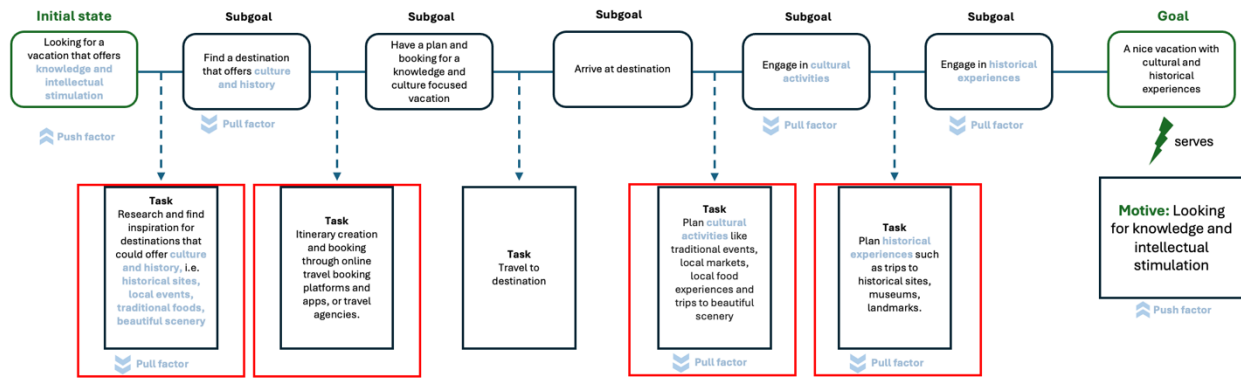 Initial state
Subgoal
Subgoal
Subgoal
Subgoal
Subgoal
Goal
Looking for a
vacation that offers
knowledge and
intellectual
stimulation
Find a destination
that offers culture
and history
Have a plan and
booking for a
knowledge and
culture focused
vacation
Arrive at destination
Engage in cultural
activities
Engage in historical
experiences
A nice vacation with
cultural and
historical
experiences
Push factor
Pull factor
Pull factor
Pull factor
serves
Task
Research and find
inspiration for
destinations that
could offer culture
and history, i.e.
historical sites,
local events,
traditional foods,
beautiful scenery
Pull factor
Task
Itinerary creation
and booking
through online
travel booking
platforms and
apps, or travel
agencies.
Task
Travel to
destination
Task
Plan cultural
activities like
traditional events,
local markets,
local food
experiences and
trips to beautiful
scenery
Pull factor
Task
Plan historical
experiences such
as trips to
historical sites,
museums,
landmarks.
Pull factor
Motive: Looking
for knowledge and
intellectual
stimulation
Push factor